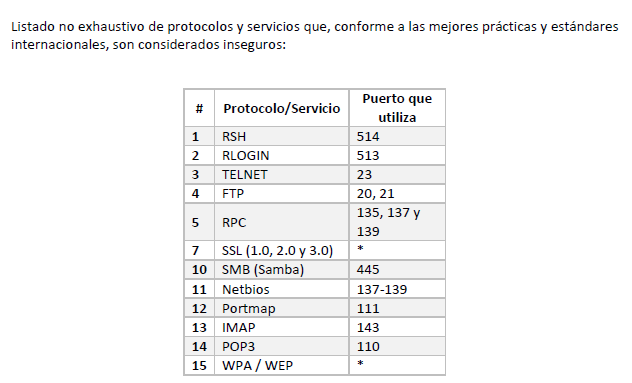 Listado no exhaustivo de protocolos y servicios que, conforme a las mejores prácticas y estándares
internacionales, son considerados inseguros:
# Protocolo/Servicio Puerto que utiliza
1 RSH 514
2 RLOGIN 513
3 TELNET 23
4 FTP 20, 21
5 RPC 135, 137 y 139
7 SSL (1.0, 2.0 y 3.0) *
10 SMB (Samba) 445
11 Netbios 137-139
12 Portmap 111
13 IMAP 143
14 POP3 110
15 WPA / WEP *